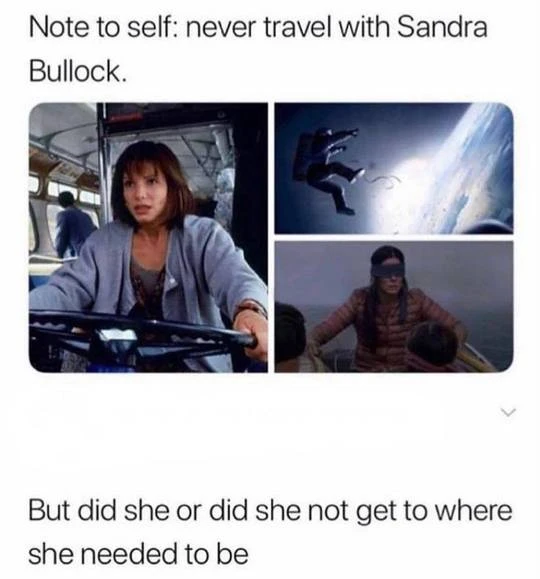 Note to self: never travel with Sandra
Bullock.
But did she or did she not get to where
she needed to be